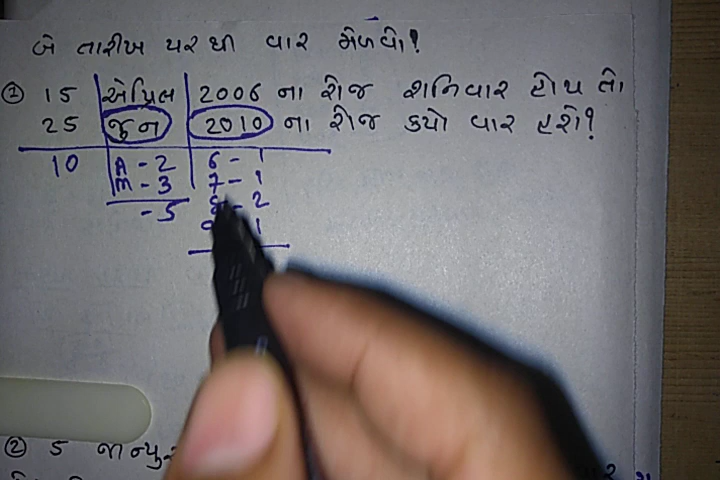 બે તારીખ પરથી વાર મેળવો!
① 15 એપ્રિલ 2006 ના રોજ શનિવાર હોય તો
25 જુન 2010 ના રોજ કયો વાર હશે?
10 A - 2 6 - 1
M - 3 7 - 1
- 5 8 - 2
1
② 5